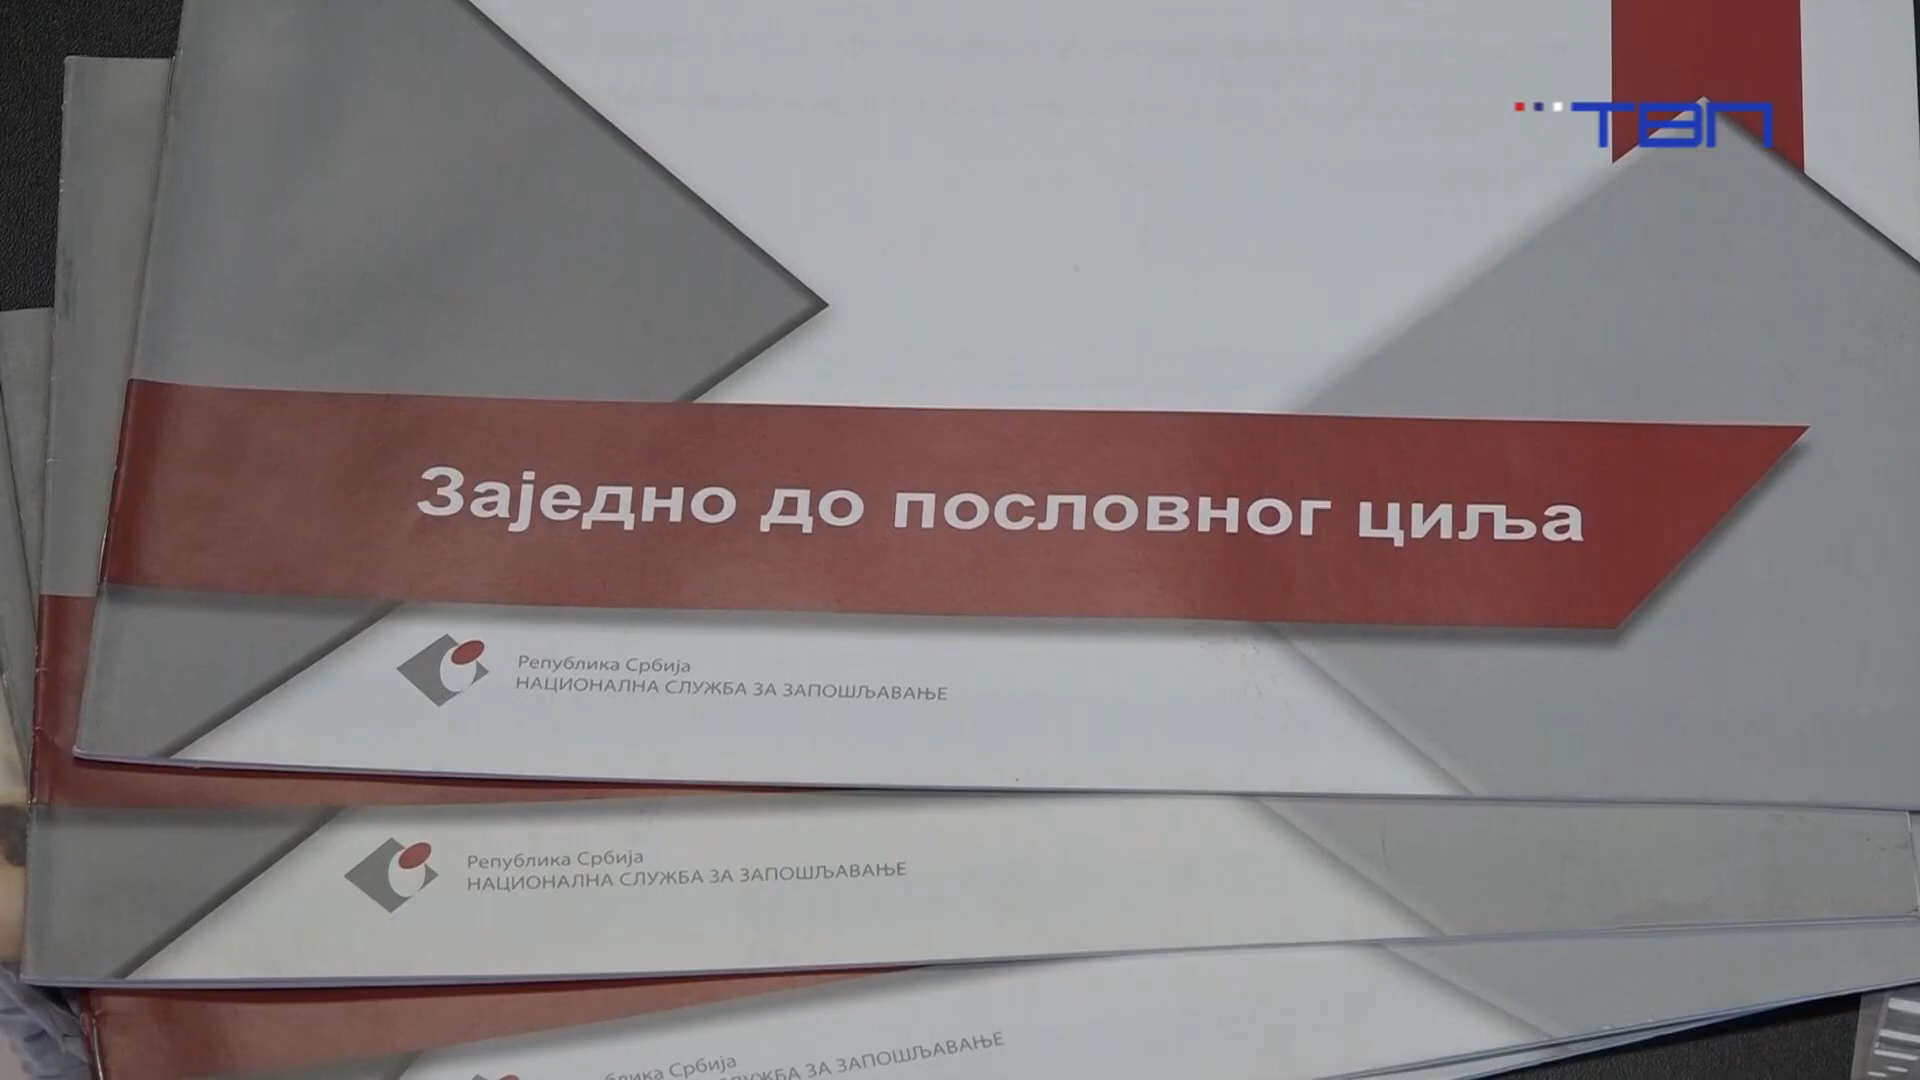 ТВП
Заједно до пословног циља
Република Србија
НАЦИОНАЛНА СЛУЖБА ЗА ЗАПОШЉАВАЊЕ
Република Србија
НАЦИОНАЛНА СЛУЖБА ЗА ЗАПОШЉАВАЊЕ
Србија
ЗА ЗАПОШЉАВАЊЕ